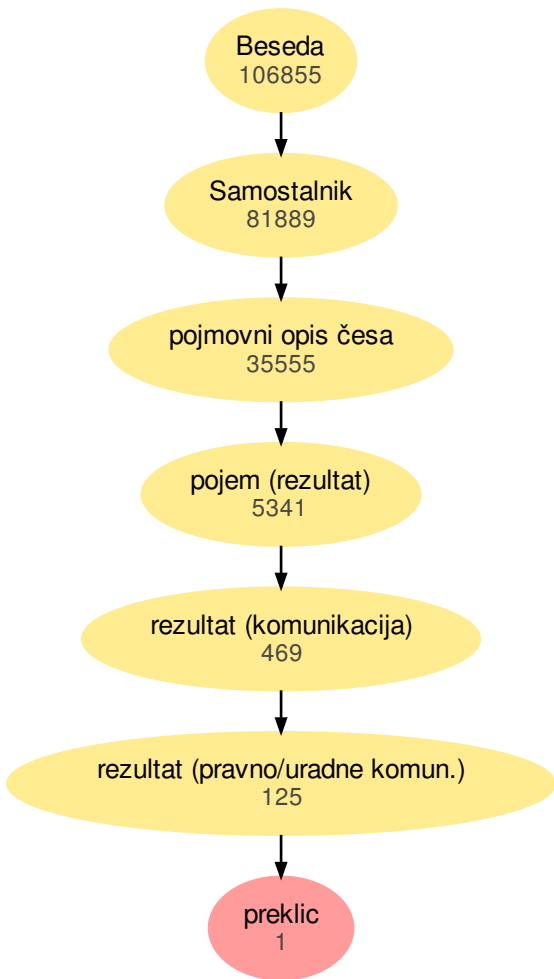 Beseda
106855
Samostalnik
81889
pojmovni opis česa
35555
pojem (rezultat)
5341
rezultat (komunikacija)
469
rezultat (pravno/uradne komun.)
125
preklic
1